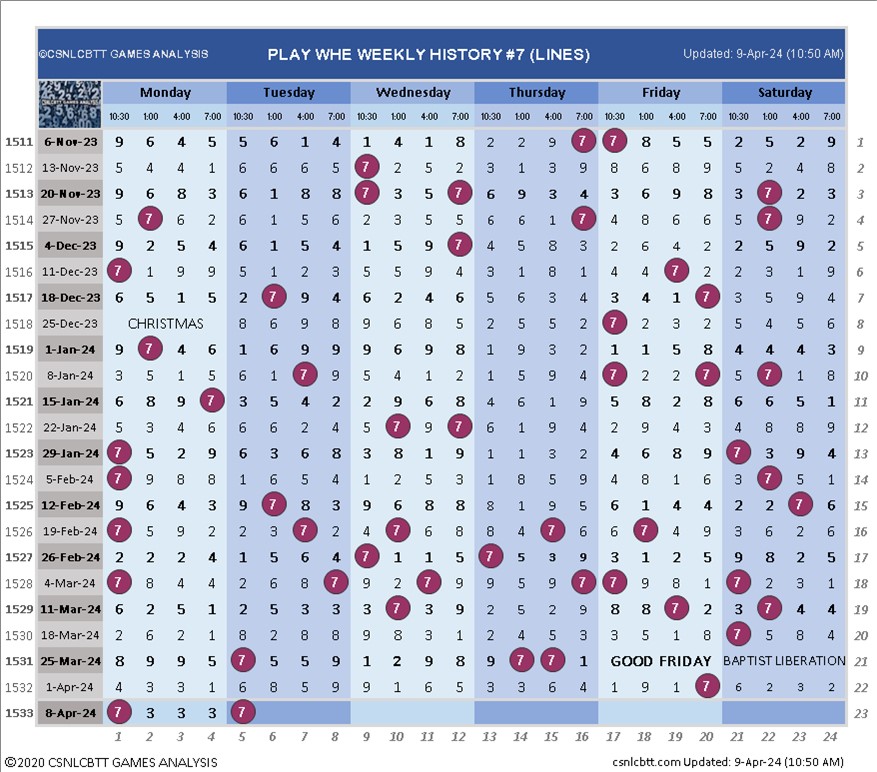 ©CSNLCBTT GAMES ANALYSIS PLAY WHE WEEKLY HISTORY #7 (LINES) Updated: 9-Apr-24 (10:50 AM)
Monday Tuesday Wednesday Thursday Friday Saturday
10:30 1:00 4:00 7:00 10:30 1:00 4:00 7:00 10:30 1:00 4:00 7:00 10:30 1:00 4:00 7:00 10:30 1:00 4:00 7:00 10:30 1:00 4:00 7:00
1511 6-Nov-23 9 6 4 5 5 6 1 4 1 4 1 8 2 2 9 7 7 8 5 5 2 5 2 9 1
1512 13-Nov-23 5 4 4 1 6 6 6 5 7 2 5 2 3 1 3 9 8 6 8 9 5 2 4 8 2
1513 20-Nov-23 9 6 8 3 6 1 8 8 7 3 5 7 6 9 3 4 3 6 9 8 3 7 2 3 3
1514 27-Nov-23 5 7 6 2 6 1 5 6 2 3 5 5 6 6 1 7 4 8 6 6 5 7 9 2 4
1515 4-Dec-23 9 2 5 4 6 1 5 4 1 5 9 7 4 5 8 3 2 6 4 2 2 5 9 2 5
1516 11-Dec-23 7 1 9 9 5 1 2 3 5 5 9 4 3 1 8 1 4 4 7 2 2 3 1 9 6
1517 18-Dec-23 6 5 1 5 2 7 9 4 6 2 4 6 5 6 3 4 3 4 1 7 3 5 9 4 7
1518 25-Dec-23 CHRISTMAS 8 6 9 8 9 6 8 5 2 5 5 2 7 2 3 2 5 4 5 6 8
1519 1-Jan-24 9 7 4 6 1 6 9 9 9 6 9 8 1 9 3 2 1 1 5 8 4 4 4 3 9
1520 8-Jan-24 3 5 1 5 6 1 7 9 5 4 1 2 1 5 9 4 7 2 2 7 5 7 1 8 10
1521 15-Jan-24 6 8 9 7 3 5 4 2 2 9 6 8 4 6 1 9 5 8 2 8 6 6 5 1 11
1522 22-Jan-24 5 3 4 6 6 6 2 4 5 7 9 7 6 1 9 4 2 9 4 3 4 8 8 9 12
1523 29-Jan-24 7 5 2 9 6 3 6 8 3 8 1 9 1 1 3 7 4 6 8 9 7 3 9 4 13
1524 5-Feb-24 7 9 8 8 1 6 5 4 1 2 5 3 1 8 5 9 4 8 5 9 3 7 5 1 14
1525 12-Feb-24 9 6 4 3 9 7 8 3 9 6 8 8 8 1 9 5 6 1 4 4 2 2 7 6 15
1526 19-Feb-24 7 5 9 2 2 3 7 2 4 7 6 8 8 4 7 6 6 7 4 9 3 6 2 6 16
1527 26-Feb-24 2 2 2 4 1 5 6 4 7 1 1 5 7 5 3 9 3 1 2 5 9 8 2 5 17
1528 4-Mar-24 7 8 4 4 2 6 8 7 9 2 7 9 9 5 9 7 7 9 8 1 7 2 3 1 18
1529 11-Mar-24 6 2 5 1 2 5 3 3 3 7 3 9 2 5 2 9 8 8 7 2 3 7 4 4 19
1530 18-Mar-24 2 6 2 1 8 2 8 8 9 8 3 1 2 4 5 3 3 5 1 8 7 5 8 4 20
1531 25-Mar-24 8 9 9 5 7 5 5 9 1 2 9 8 9 7 7 1 GOOD FRIDAY BAPTIST LIBERATION 21
1532 1-Apr-24 4 3 3 1 6 8 5 9 9 1 6 5 3 3 6 4 1 9 1 7 6 2 3 2 22
1533 8-Apr-24 7 3 3 3 7 23
1 2 3 4 5 6 7 8 9 10 11 12 13 14 15 16 17 18 19 20 21 22 23 24
©2020 CSNLCBTT GAMES ANALYSIS csnlcbtt.com Updated: 9-Apr-24 (10:50 AM)